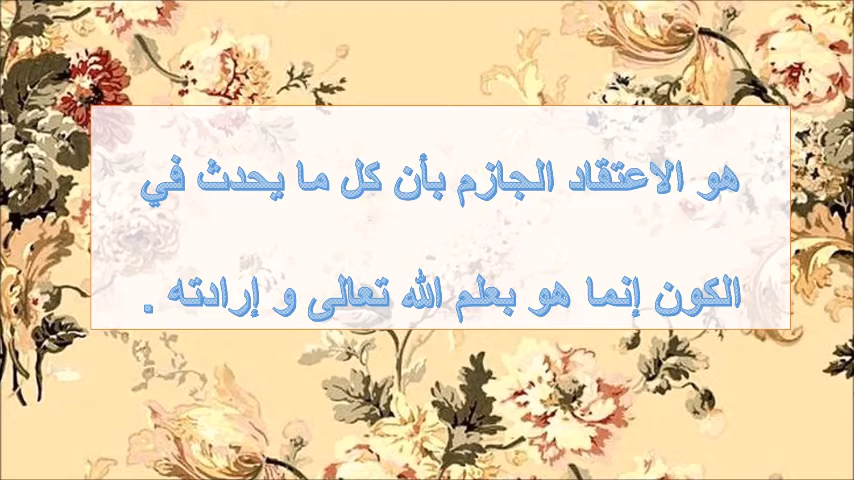 هو الاعتقاد الجازم بأن كل ما يحدث في
الكون إنما هو بعلم الله تعالى و إرادته .